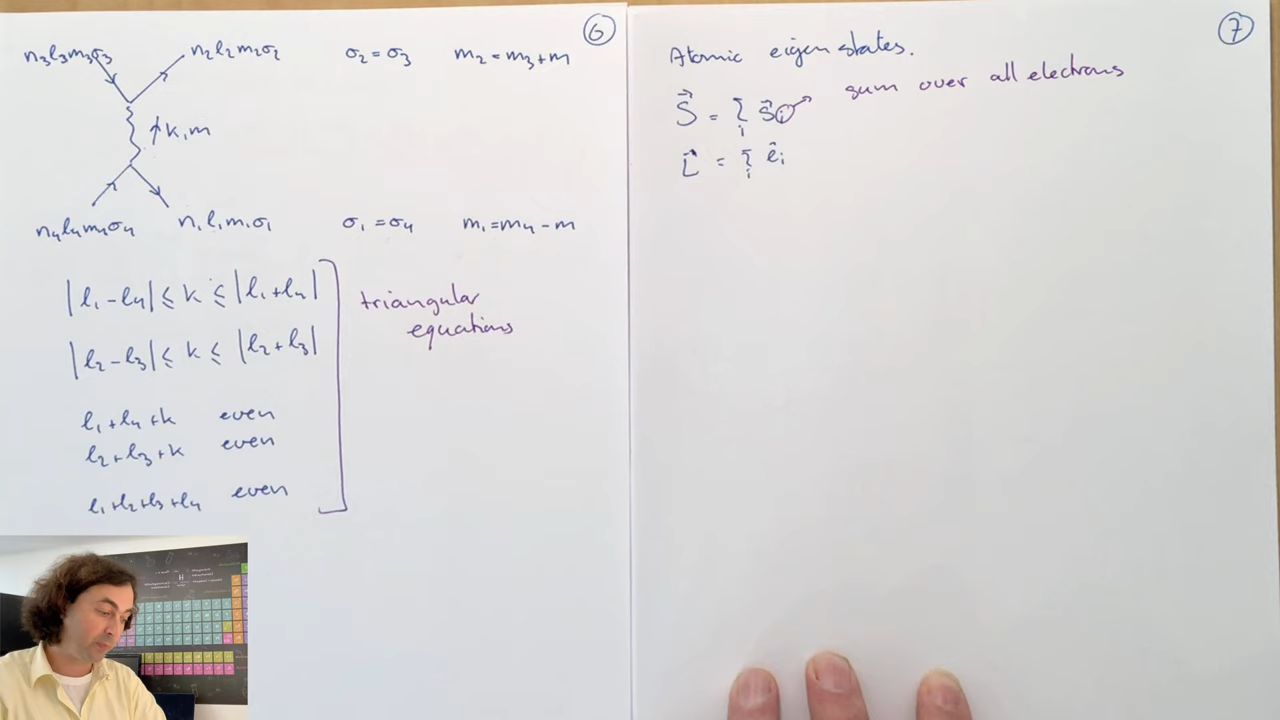 6
n3l3m3σ3 n2l2m2σ2 σ2 = σ3 m2 = m3+m
k,m
n4l4m4σ4 n1l1m1σ1 σ1 = σ4 m1 = m4 - m
|l1-l4| ≤ k ≤ |l1+l4|
|l2-l3| ≤ k ≤ |l2+l3|
triangular
equations
l1+l4+k even
l2+l3+k even
l1+l2+l3+l4 even
7
Atomic eigen states.
S⃗ = Σi s⃗i → sum over all electrons
L⃗ = Σi l⃗i